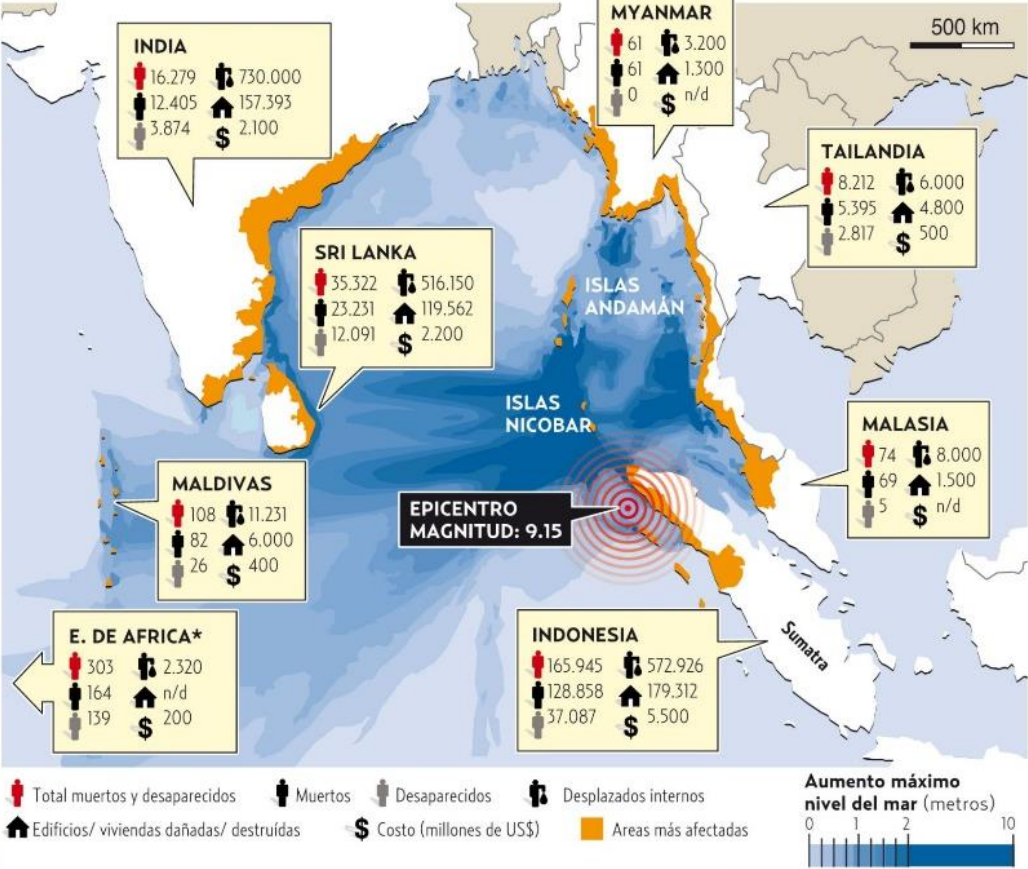 INDIA
16.279 730.000
12.405 157.393
3.874 $ 2.100
MYANMAR
61 3.200
61 1.300
0 $ n/d
500 km
TAILANDIA
8.212 6.000
5.395 4.800
2.817 $ 500
SRI LANKA
35.322 516.150
23.231 119.562
12.091 $ 2.200
ISLAS
ANDAMÁN
ISLAS
NICOBAR
MALASIA
74 8.000
69 1.500
5 $ n/d
MALDIVAS
108 11.231
82 6.000
26 $ 400
EPICENTRO
MAGNITUD: 9.15
E. DE AFRICA*
303 2.320
164 n/d
139 $ 200
INDONESIA
165.945 572.926
128.858 179.312
37.087 $ 5.500
Sumatra
Total muertos y desaparecidos Muertos Desaparecidos Desplazados internos
Edificios/ viviendas dañadas/ destruídas $ Costo (millones de US$) Areas más afectadas
Aumento máximo
nivel del mar (metros)
0 1 2 10